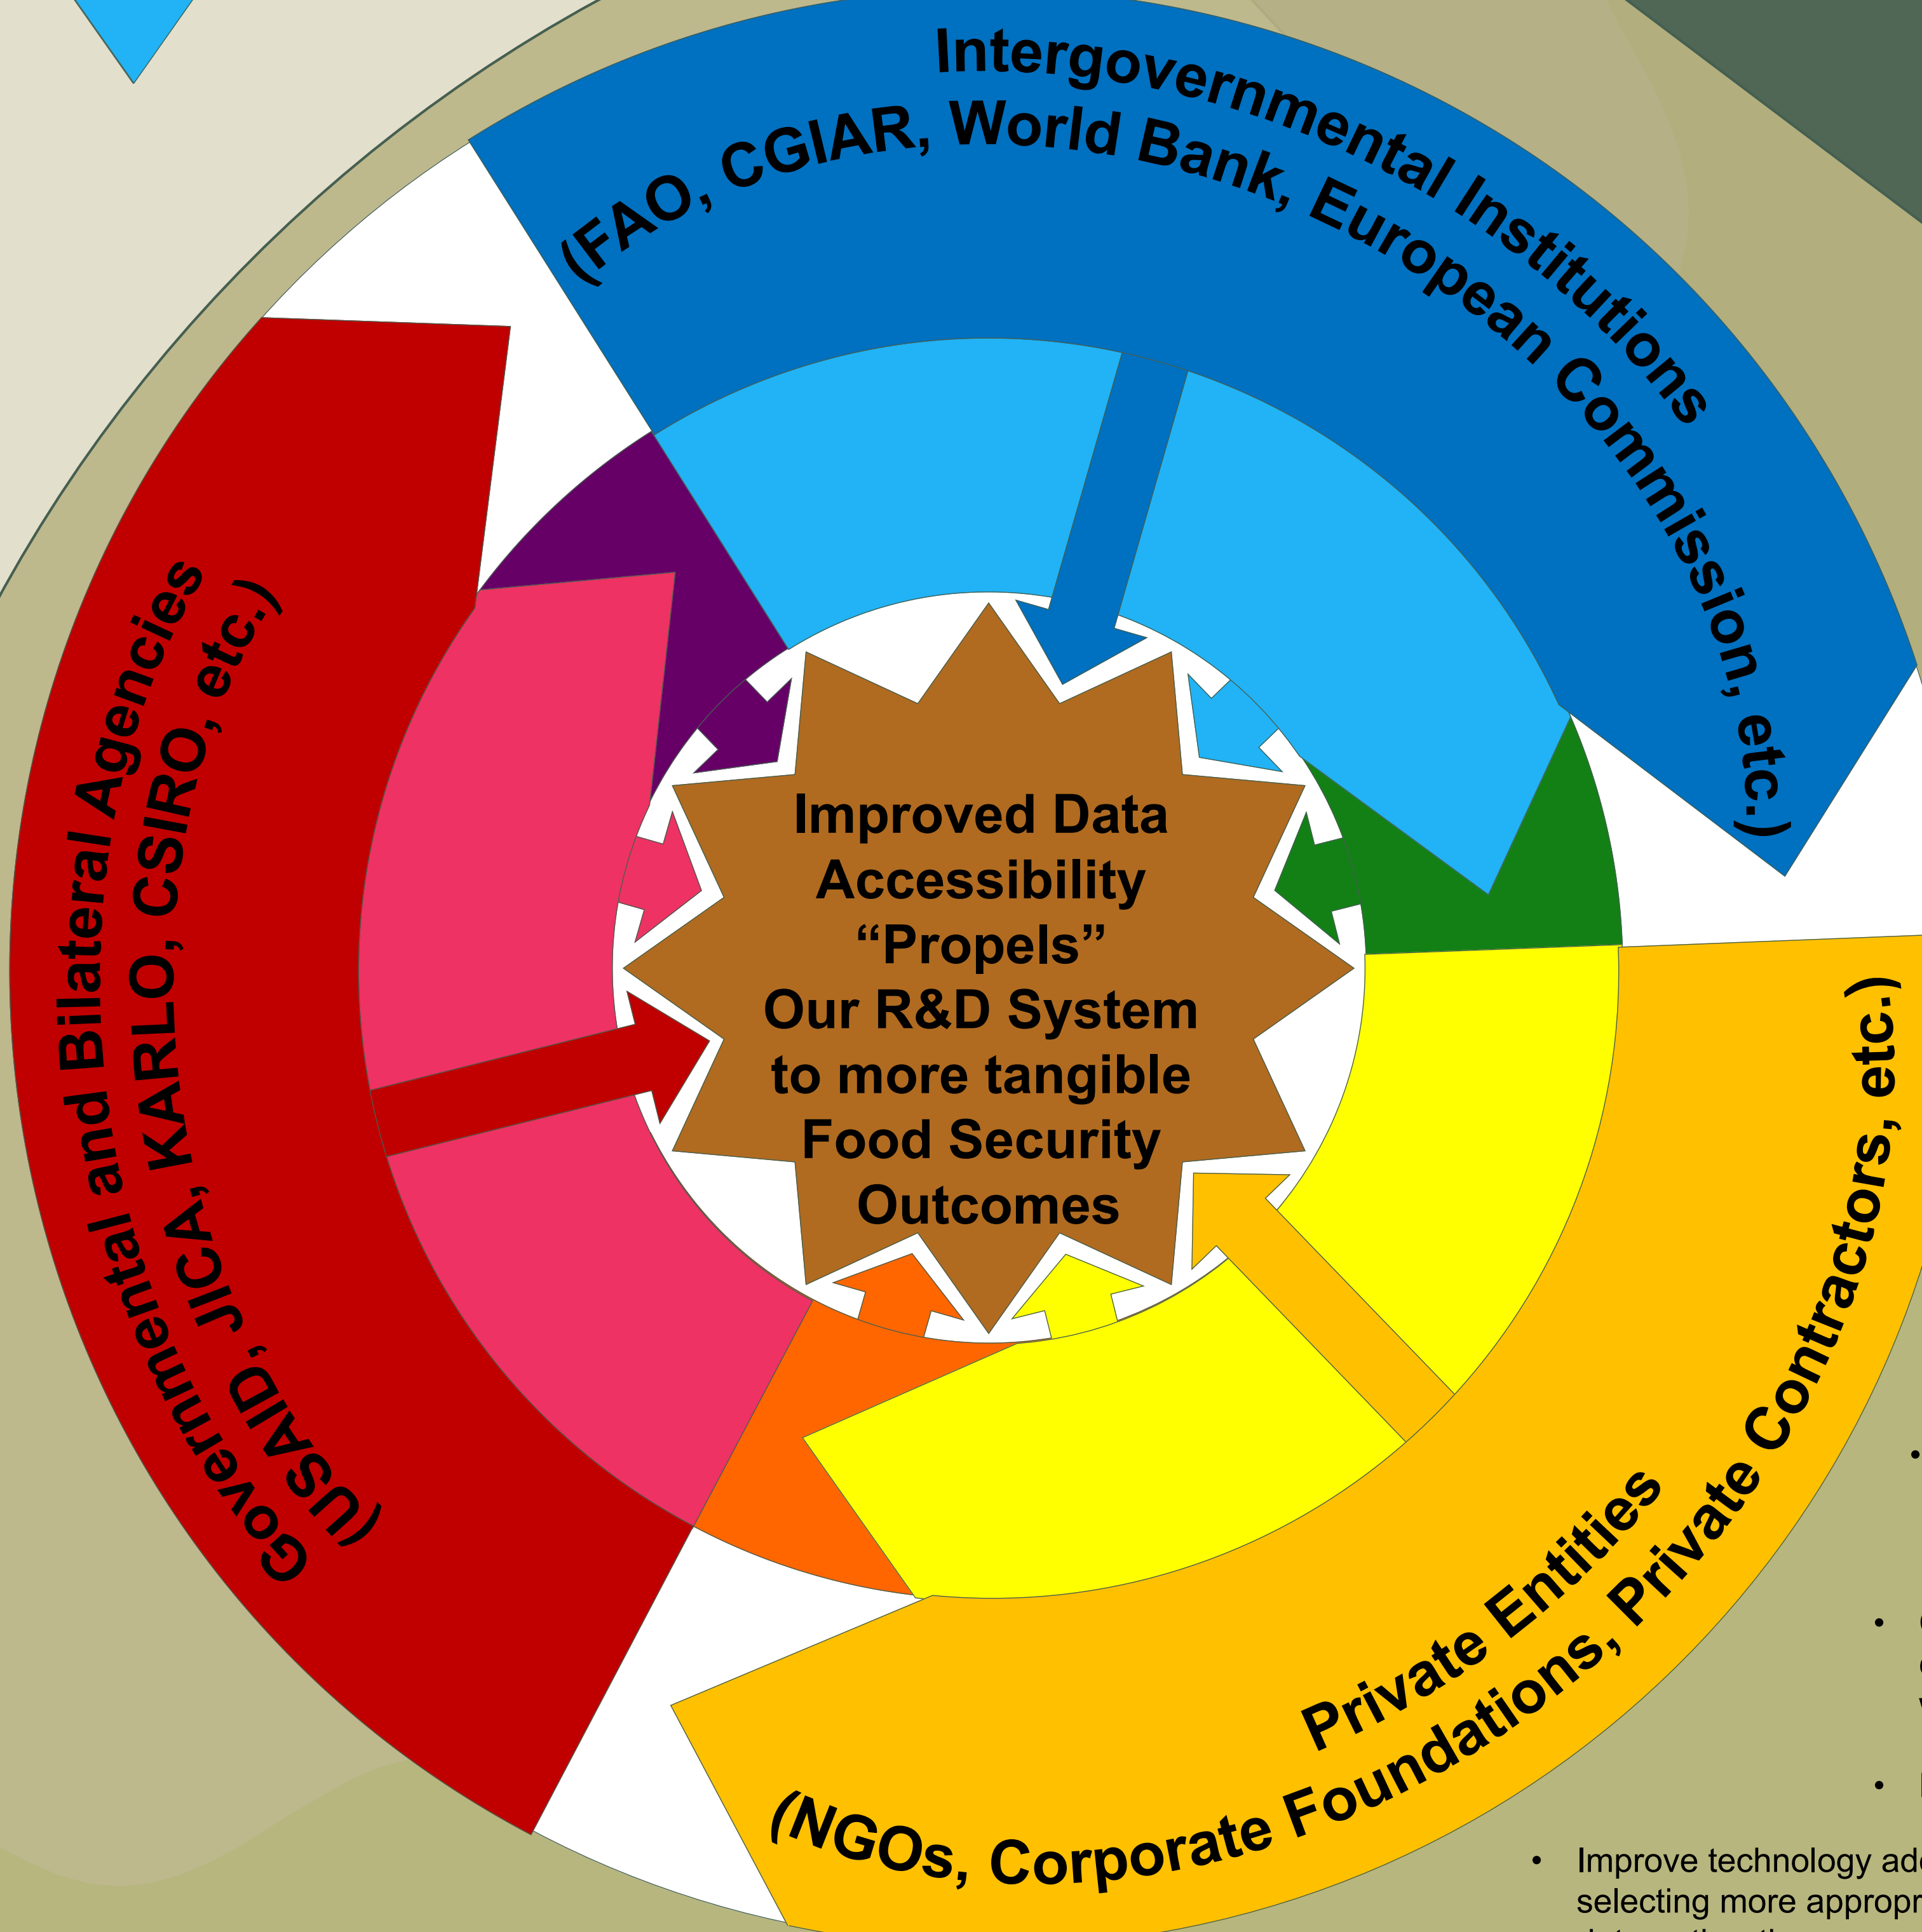 Intergovernmental Institutions
(FAO, CGIAR, World Bank, European Commission, etc.)
Governmental and Bilateral Agencies
(USAID, JICA, KARLO, CSIRO, etc.)
Improved Data
Accessibility
“Propels”
Our R&D System
to more tangible
Food Security
Outcomes
Private Entities
(NGOs, Corporate Foundations, Private Contractors, etc.)
• Improve technology
selecting more